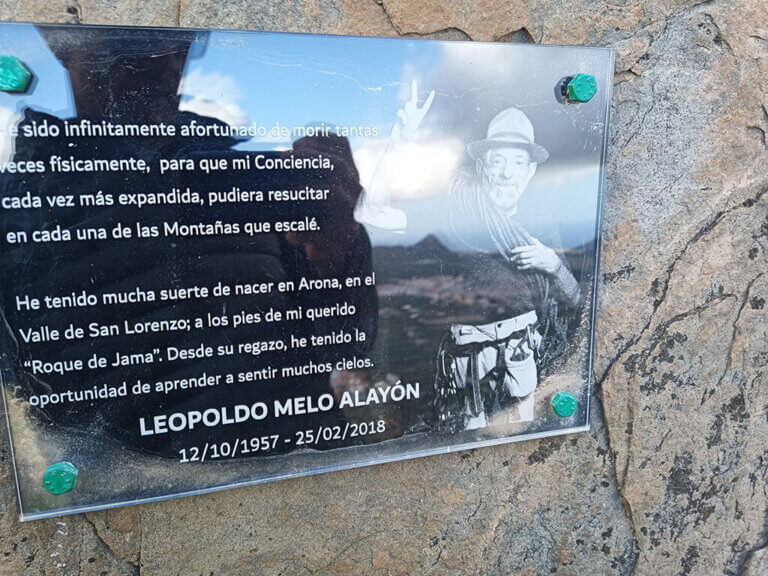 e sido infinitamente afortunado de morir tantas
veces físicamente, para que mi Conciencia,
cada vez más expandida, pudiera resucitar
en cada una de las Montañas que escalé.
He tenido mucha suerte de nacer en Arona, en el
Valle de San Lorenzo; a los pies de mi querido
“Roque de Jama”. Desde su regazo, he tenido la
oportunidad de aprender a sentir muchos cielos.
LEOPOLDO MELO ALAYÓN
12/10/1957 - 25/02/2018